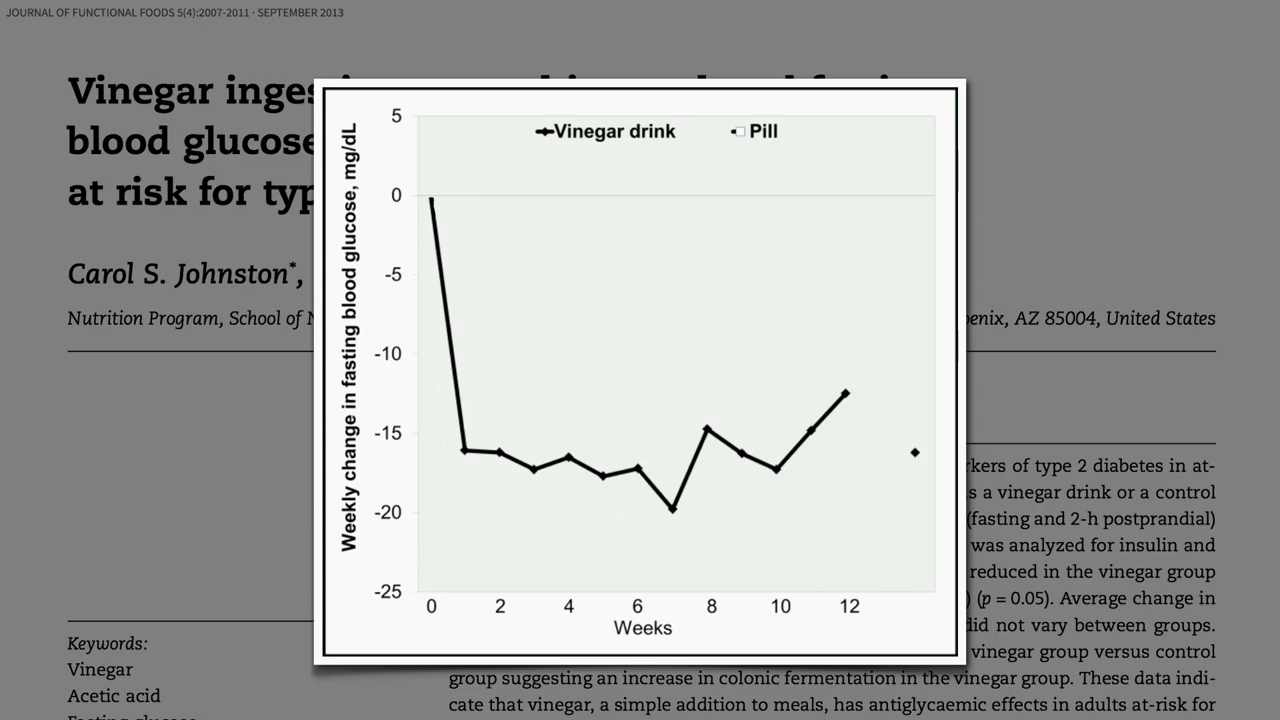 JOURNAL OF FUNCTIONAL FOODS 5(4):2007-2011 · SEPTEMBER 2013
Vinegar
blood glucose
at risk for
Carol S. Johnston*,
Nutrition Program, School of
enix, AZ 85004, United States
Vinegar drink
Pill
Weekly change in fasting blood glucose, mg/dL
5
0
-5
-10
-15
-20
-25
0 2 4 6 8 10 12
Weeks
rkers of type 2 diabetes in at-
s a vinegar drink or a control
(fasting and 2-h postprandial)
was analyzed for insulin and
reduced in the vinegar group
) (p = 0.05). Average change in
did not vary between groups.
vinegar group versus control
group suggesting an increase in colonic fermentation in the vinegar group. These data indi-
cate that vinegar, a simple addition to meals, has antiglycaemic effects in adults at-risk for
Keywords:
Vinegar
Acetic acid